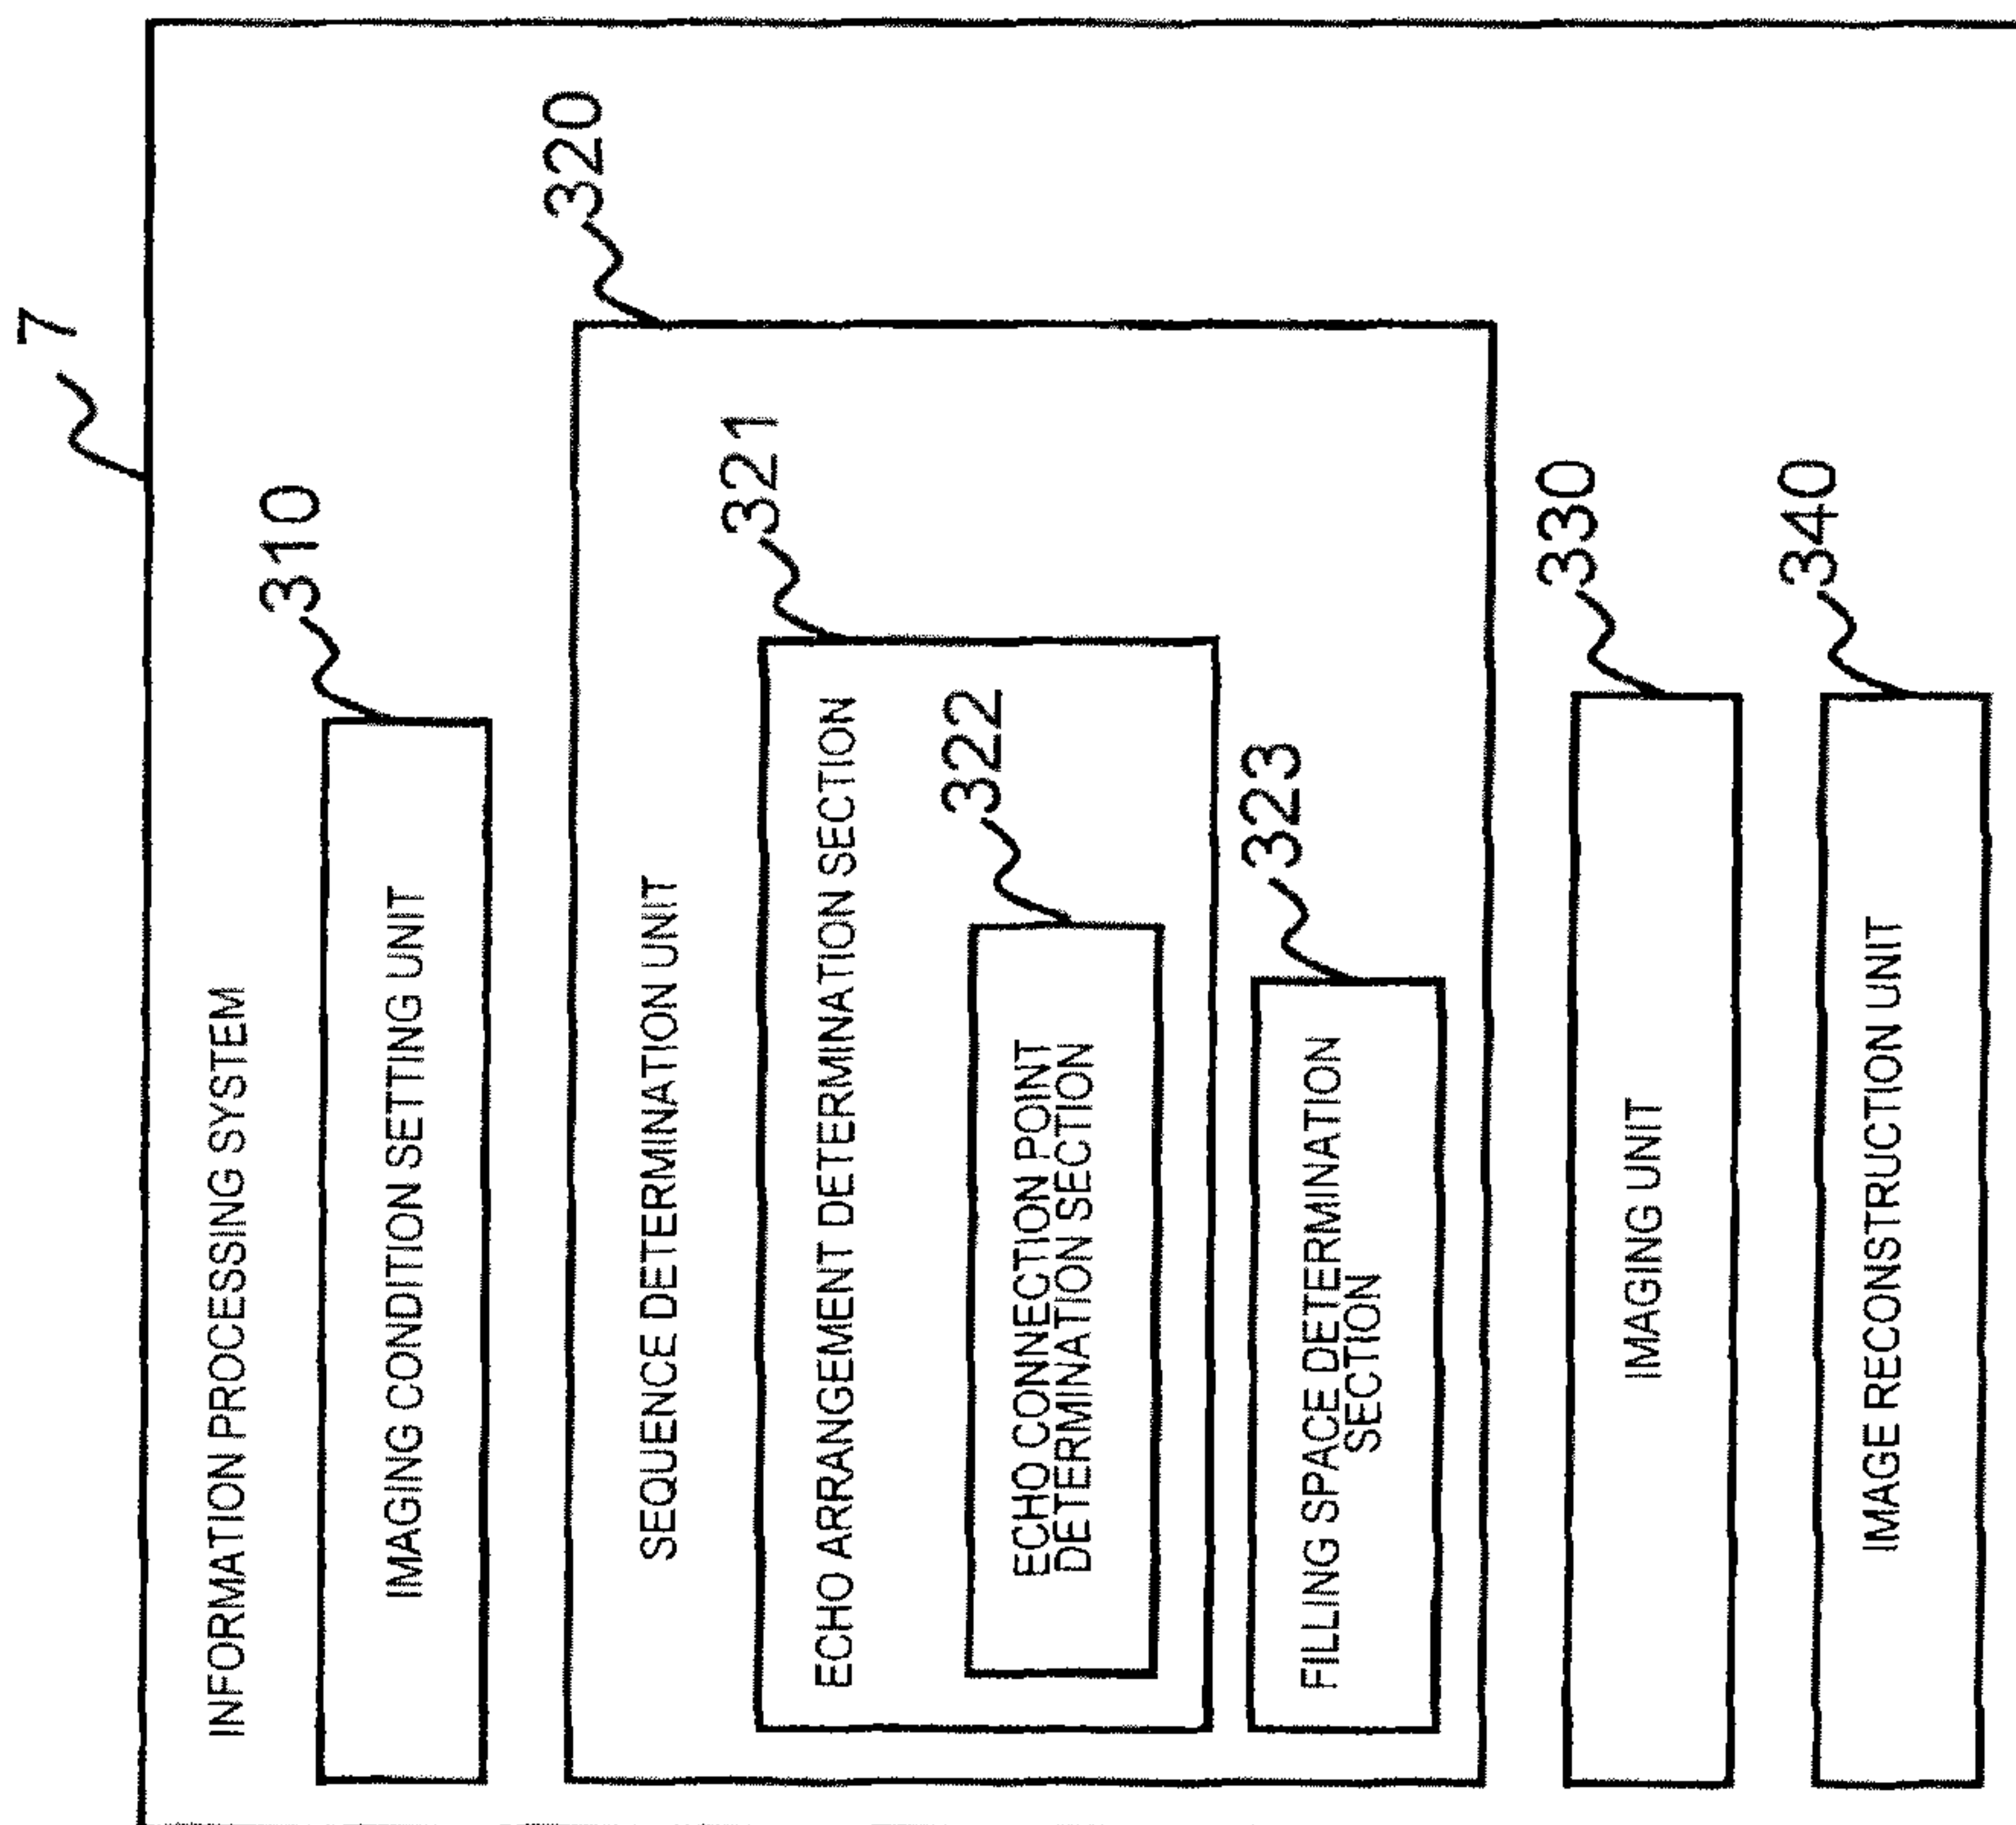 7
INFORMATION PROCESSING SYSTEM
310
IMAGING CONDITION SETTING UNIT
320
SEQUENCE DETERMINATION UNIT
321
ECHO ARRANGEMENT DETERMINATION SECTION
322
ECHO CONNECTION POINT
DETERMINATION SECTION
323
FILLING SPACE DETERMINATION
SECTION
330
IMAGING UNIT
340
IMAGE RECONSTRUCTION UNIT